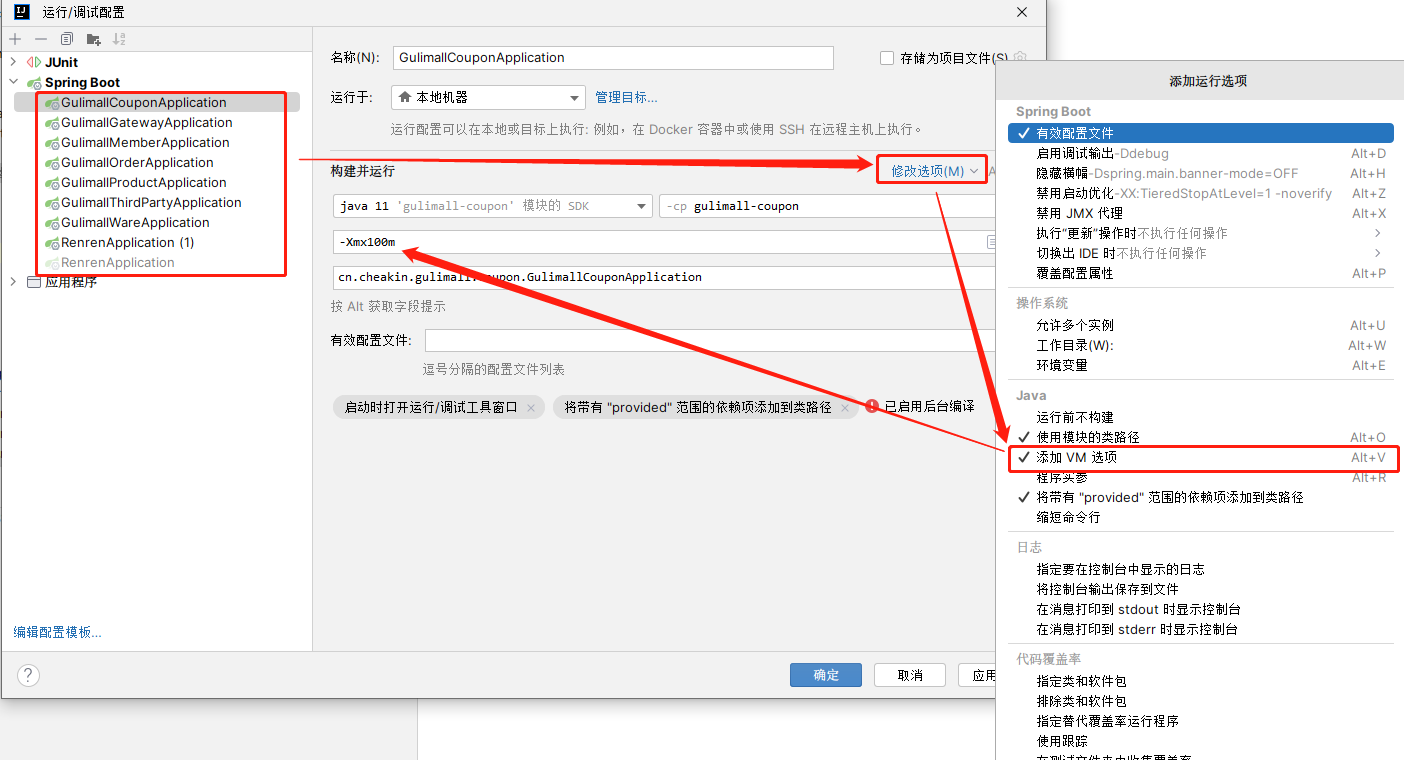 运行/调试配置
JUnit
Spring Boot
GulimallCouponApplication
GulimallGatewayApplication
GulimallMemberApplication
GulimallOrderApplication
GulimallProductApplication
GulimallThirdPartyApplication
GulimallWareApplication
RenrenApplication (1)
RenrenApplication
应用程序
编辑配置模板...
名称(N): GulimallCouponApplication 存储为项目文件(S)
运行于: 本地机器 管理目标...
运行配置可以在本地或目标上执行: 例如，在 Docker 容器中或使用 SSH 在远程主机上执行。
构建并运行 修改选项(M)
java 11 'gulimall-coupon' 模块的 SDK -cp gulimall-coupon
-Xmx100m
cn.cheakin.gulimall.coupon.GulimallCouponApplication
按 Alt 获取字段提示
有效配置文件:
逗号分隔的配置文件列表
启动时打开运行/调试工具窗口 × 将带有 "provided" 范围的依赖项添加到类路径 × 已启用后台编译
? 确定 取消 应用
添加运行选项
Spring Boot
有效配置文件
启用调试输出-Ddebug Alt+D
隐藏横幅-Dspring.main.banner-mode=OFF Alt+H
禁用启动优化-XX:TieredStopAtLevel=1 -noverify Alt+Z
禁用 JMX 代理 Alt+X
执行“更新”操作时不执行任何操作
切换出 IDE 时不执行任何操作
覆盖配置属性 Alt+P
操作系统
允许多个实例 Alt+U
工作目录(W): Alt+W
环境变量 Alt+E
Java
运行前不构建
使用模块的类路径 Alt+O
添加 VM 选项 Alt+V
程序实参 Alt+R
将带有 "provided" 范围的依赖项添加到类路径
缩短命令行
日志
指定要在控制台中显示的日志
将控制台输出保存到文件
在消息打印到 stdout 时显示控制台
在消息打印到 stderr 时显示控制台
代码覆盖率
指定类和软件包
排除类和软件包
指定替代覆盖率运行程序
使用跟踪
在测试文件夹中收集覆盖率